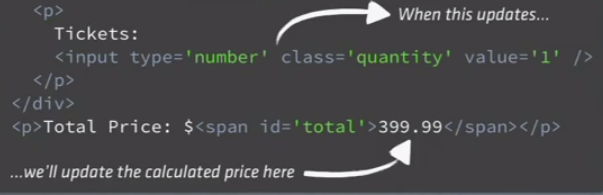 <p>
When this updates...
Tickets:
<input type='number' class='quantity' value='1' />
</p>
</div>
<p>Total Price: $<span id='total'>399.99</span></p>
...we'll update the calculated price here